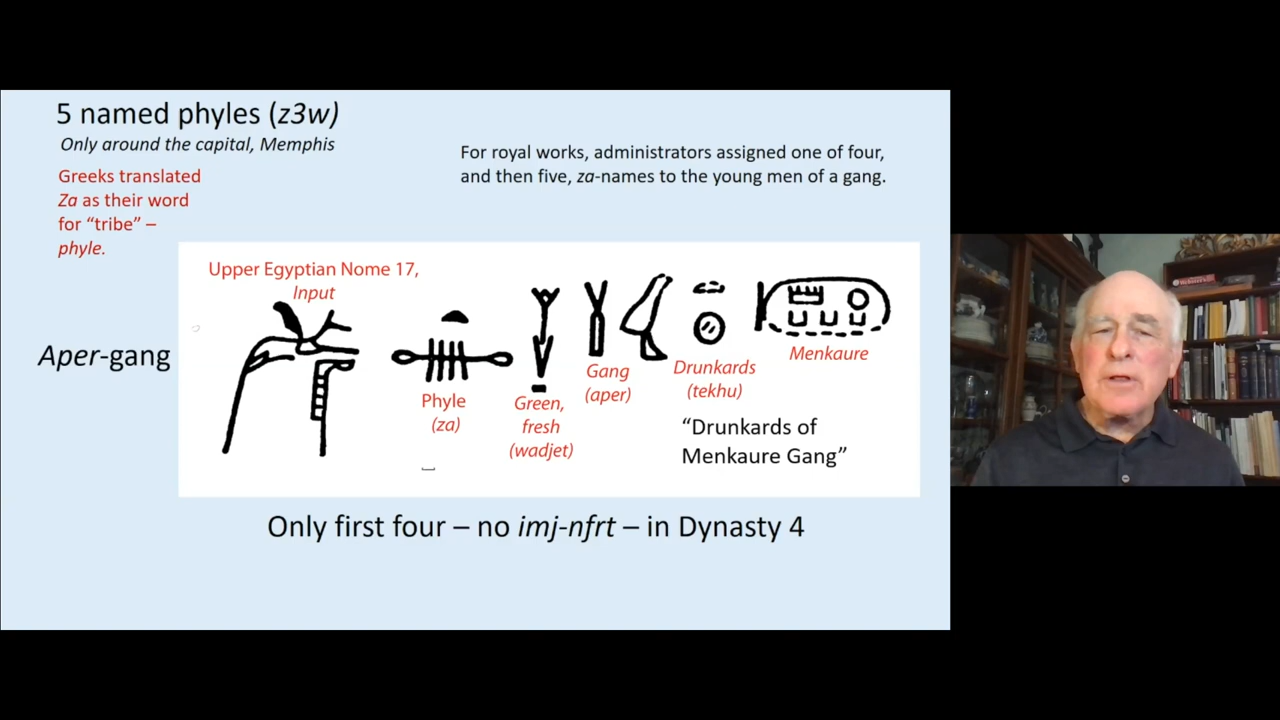 5 named phyles (z3w)
Only around the capital, Memphis
Greeks translated
Za as their word
for “tribe” –
phyle.
For royal works, administrators assigned one of four,
and then five, za-names to the young men of a gang.
Upper Egyptian Nome 17,
Input
Aper-gang
Phyle
(za)
Green,
fresh
(wadjet)
Gang
(aper)
Drunkards
(tekhu)
Menkaure
“Drunkards of
Menkaure Gang”
Only first four – no imj-nfrt – in Dynasty 4